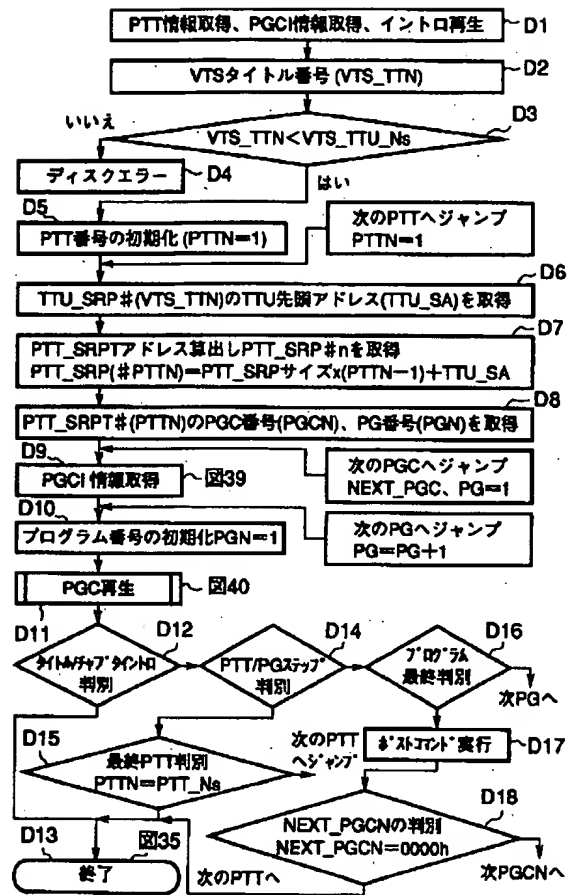 PTT情報取得、PGCI情報取得、イントロ再生
D1
VTSタイトル番号(VTS_TTN)
D2
VTS_TTN<VTS_TTU_Ns
D3
いいえ
ディスクエラー
D4
はい
D5
PTT番号の初期化(PTTN=1)
次のPTTへジャンプ
PTTN=1
D6
TTU_SRP#(VTS_TTN)のTTU先頭アドレス(TTU_SA)を取得
D7
PTT_SRPTアドレス算出しPTT_SRP#nを取得
PTT_SRP(#PTTN)=PTT_SRPサイズx(PTTN-1)+TTU_SA
D8
PTT_SRPT#(PTTN)のPGC番号(PGCN)、PG番号(PGN)を取得
D9
PGCI情報取得
図39
次のPGCへジャンプ
NEXT_PGC、PG=1
D10
プログラム番号の初期化PGN=1
次のPGへジャンプ
PG=PG+1
PGC再生
図40
D11
D12
タイトル/チャプタイントロ
判別
D14
PTT/PGステップ
判別
D16
プログラム
最終判別
次PGへ
D15
最終PTT判別
PTTN=PTT_Ns
次のPTT
へジャンプ
ポストコマンド実行
D17
D18
NEXT_PGCNの判別
NEXT_PGCN=0000h
次PGCNへ
D13
図35
終了
次のPTTへ